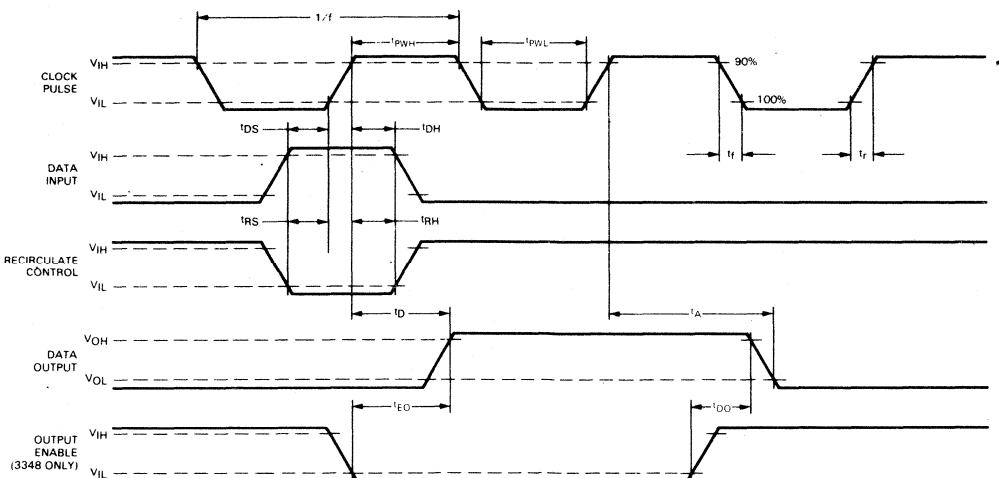 1/f
tPWH
tPWL
VIH
90%
CLOCK
PULSE
VIL
100%
tDS
tDH
tf
tr
VIH
DATA
INPUT
VIL
tRS
tRH
VIH
RECIRCULATE
CONTROL
VIL
tD
tA
VOH
DATA
OUTPUT
VOL
tEO
tDO
VIH
OUTPUT
ENABLE
(3348 ONLY)
VIL